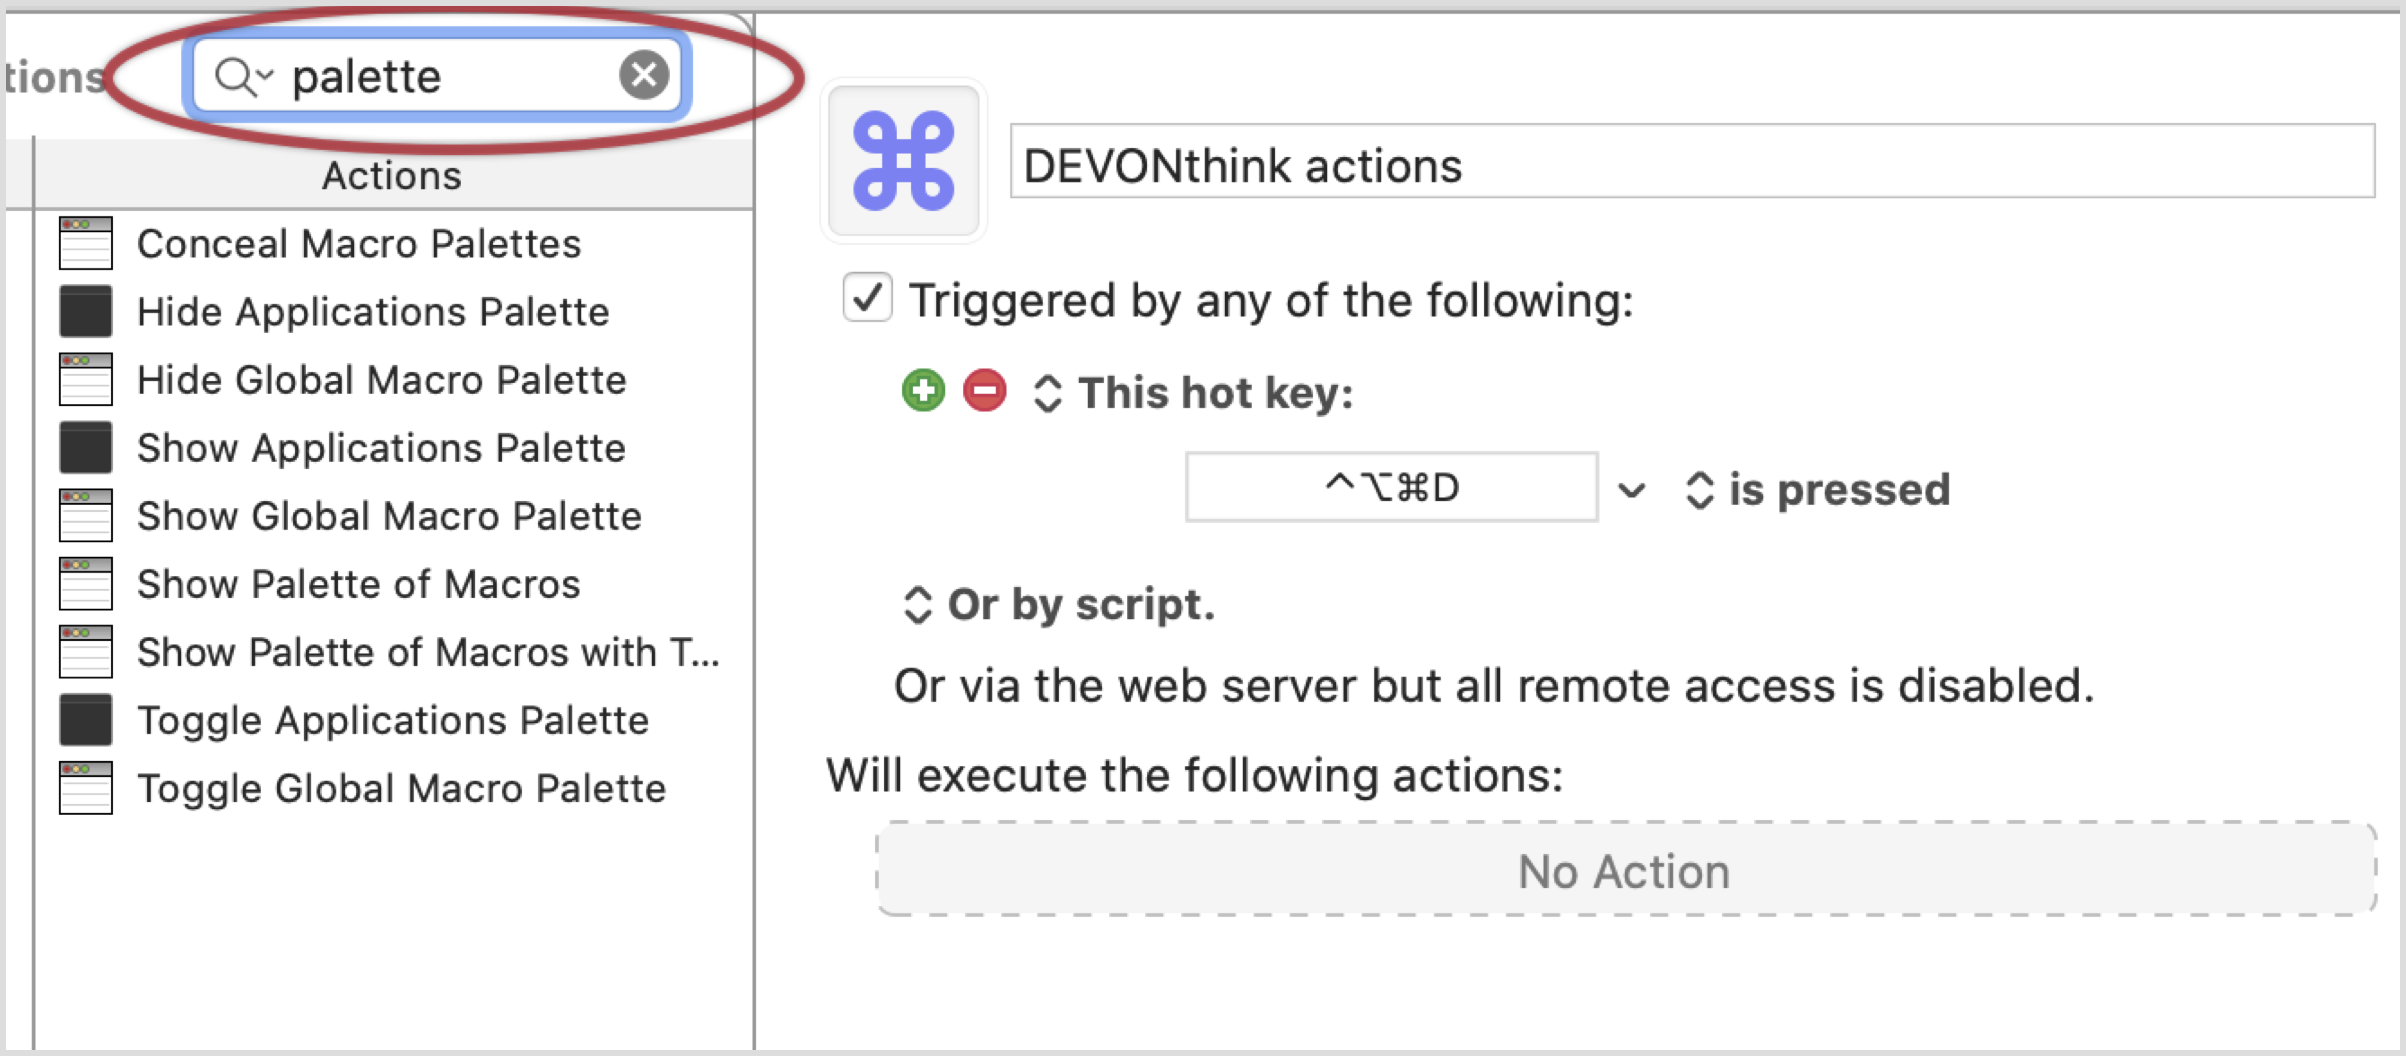 tions
palette
Actions
Conceal Macro Palettes
Hide Applications Palette
Hide Global Macro Palette
Show Applications Palette
Show Global Macro Palette
Show Palette of Macros
Show Palette of Macros with T...
Toggle Applications Palette
Toggle Global Macro Palette
DEVONthink actions
Triggered by any of the following:
This hot key:
^⌥⌘D
is pressed
Or by script.
Or via the web server but all remote access is disabled.
Will execute the following actions:
No Action